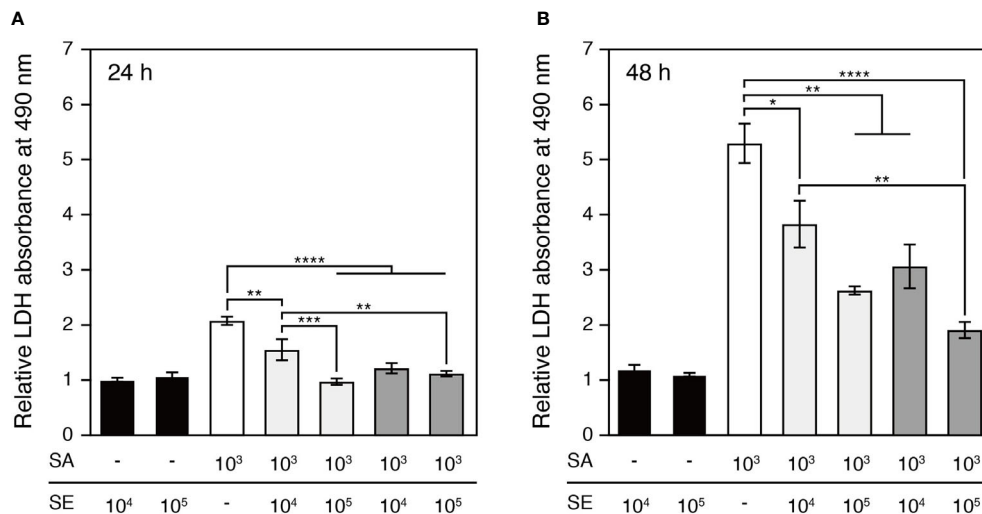 A
Relative LDH absorbance at 490 nm
7
6
5
4
3
2
1
0
24 h
****
**
**
***
SA - - 10³ 10³ 10³ 10³ 10³
SE 10⁴ 10⁵ - 10⁴ 10⁵ 10⁴ 10⁵
B
Relative LDH absorbance at 490 nm
7
6
5
4
3
2
1
0
48 h
****
**
*
**
SA - - 10³ 10³ 10³ 10³ 10³
SE 10⁴ 10⁵ - 10⁴ 10⁵ 10⁴ 10⁵